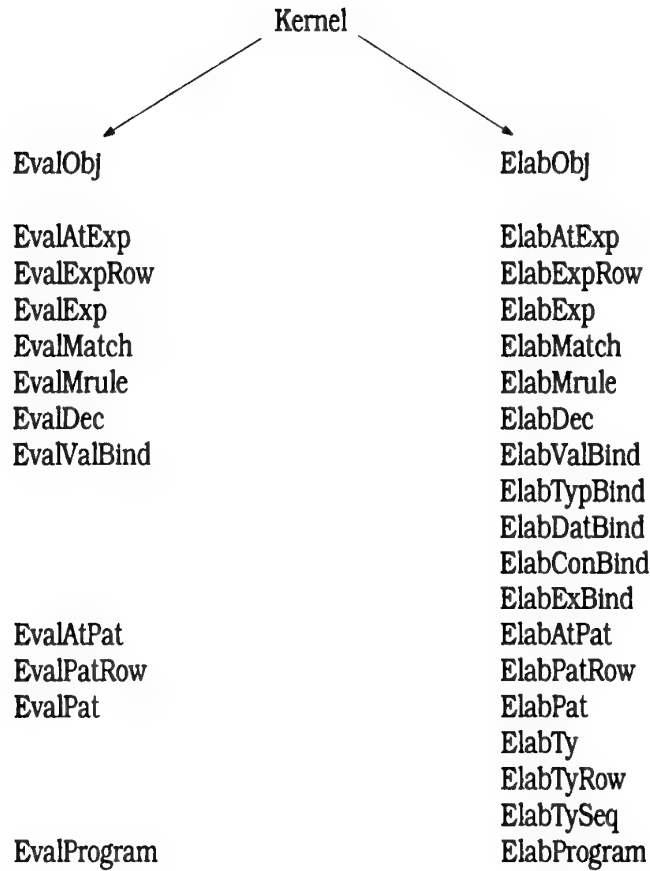 Kernel
EvalObj ElabObj
EvalAtExp ElabAtExp
EvalExpRow ElabExpRow
EvalExp ElabExp
EvalMatch ElabMatch
EvalMrule ElabMrule
EvalDec ElabDec
EvalValBind ElabValBind
ElabTypBind
ElabDatBind
ElabConBind
ElabExBind
EvalAtPat ElabAtPat
EvalPatRow ElabPatRow
EvalPat ElabPat
ElabTy
ElabTyRow
ElabTySeq
EvalProgram ElabProgram